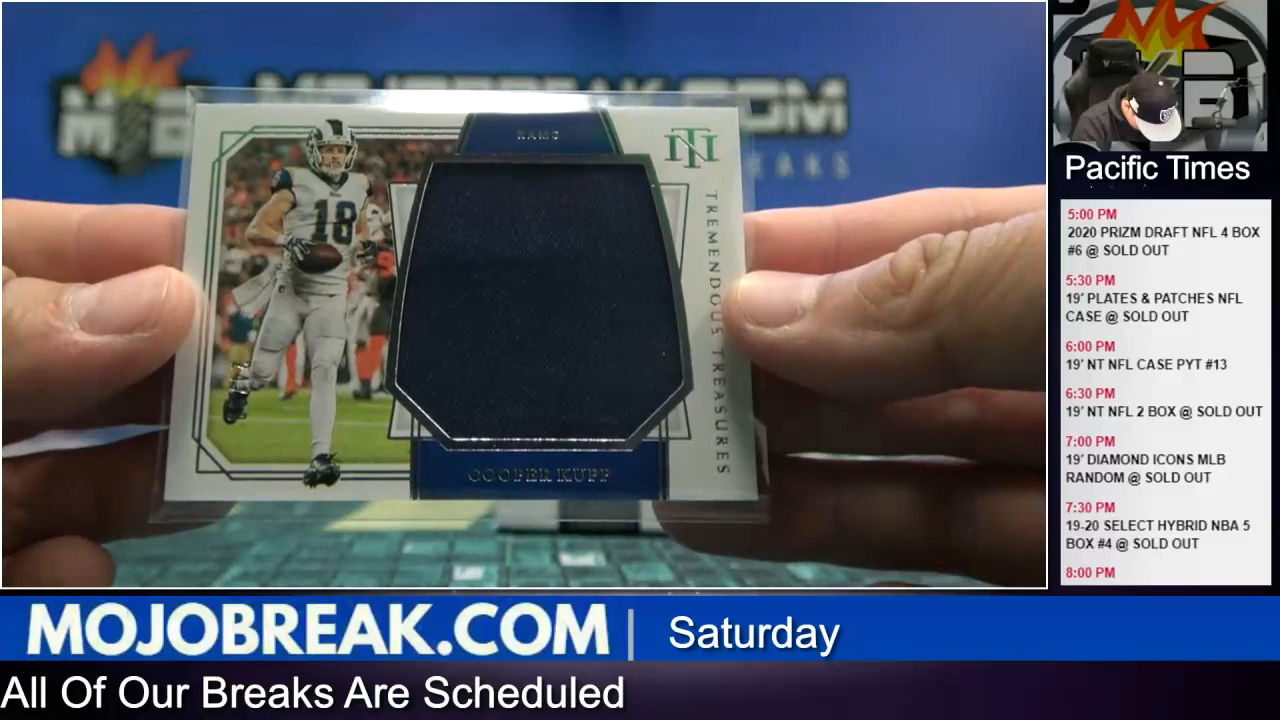 RAMS
TREMENDOUS TREASURES
18
COOPER KUPP
Pacific Times
5:00 PM
2020 PRIZM DRAFT NFL 4 BOX
#6 @ SOLD OUT
5:30 PM
19' PLATES & PATCHES NFL
CASE @ SOLD OUT
6:00 PM
19' NT NFL CASE PYT #13
6:30 PM
19' NT NFL 2 BOX @ SOLD OUT
7:00 PM
19' DIAMOND ICONS MLB
RANDOM @ SOLD OUT
7:30 PM
19-20 SELECT HYBRID NBA 5
BOX #4 @ SOLD OUT
8:00 PM
MOJOBREAK.COM | Saturday
All Of Our Breaks Are Scheduled